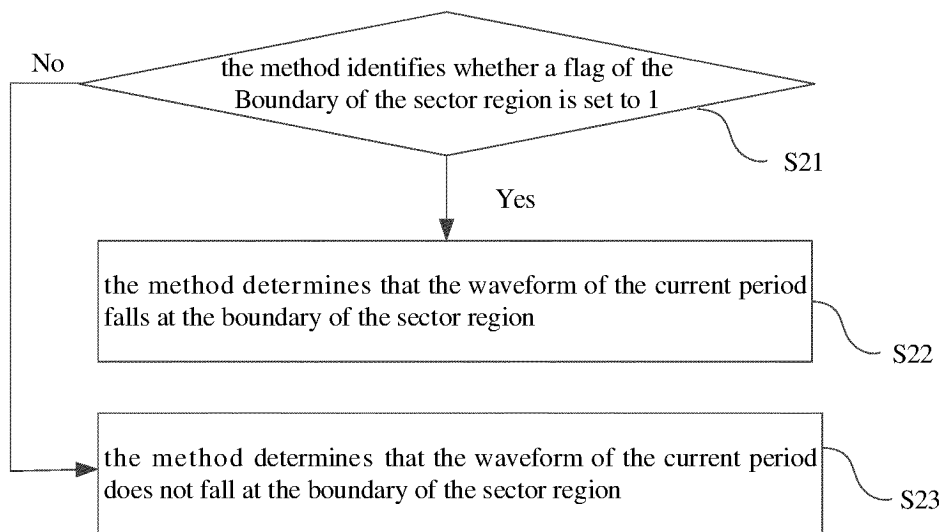 No
the method identifies whether a flag of the
Boundary of the sector region is set to 1
S21
Yes
the method determines that the waveform of the current period
falls at the boundary of the sector region
S22
the method determines that the waveform of the current period
does not fall at the boundary of the sector region
S23